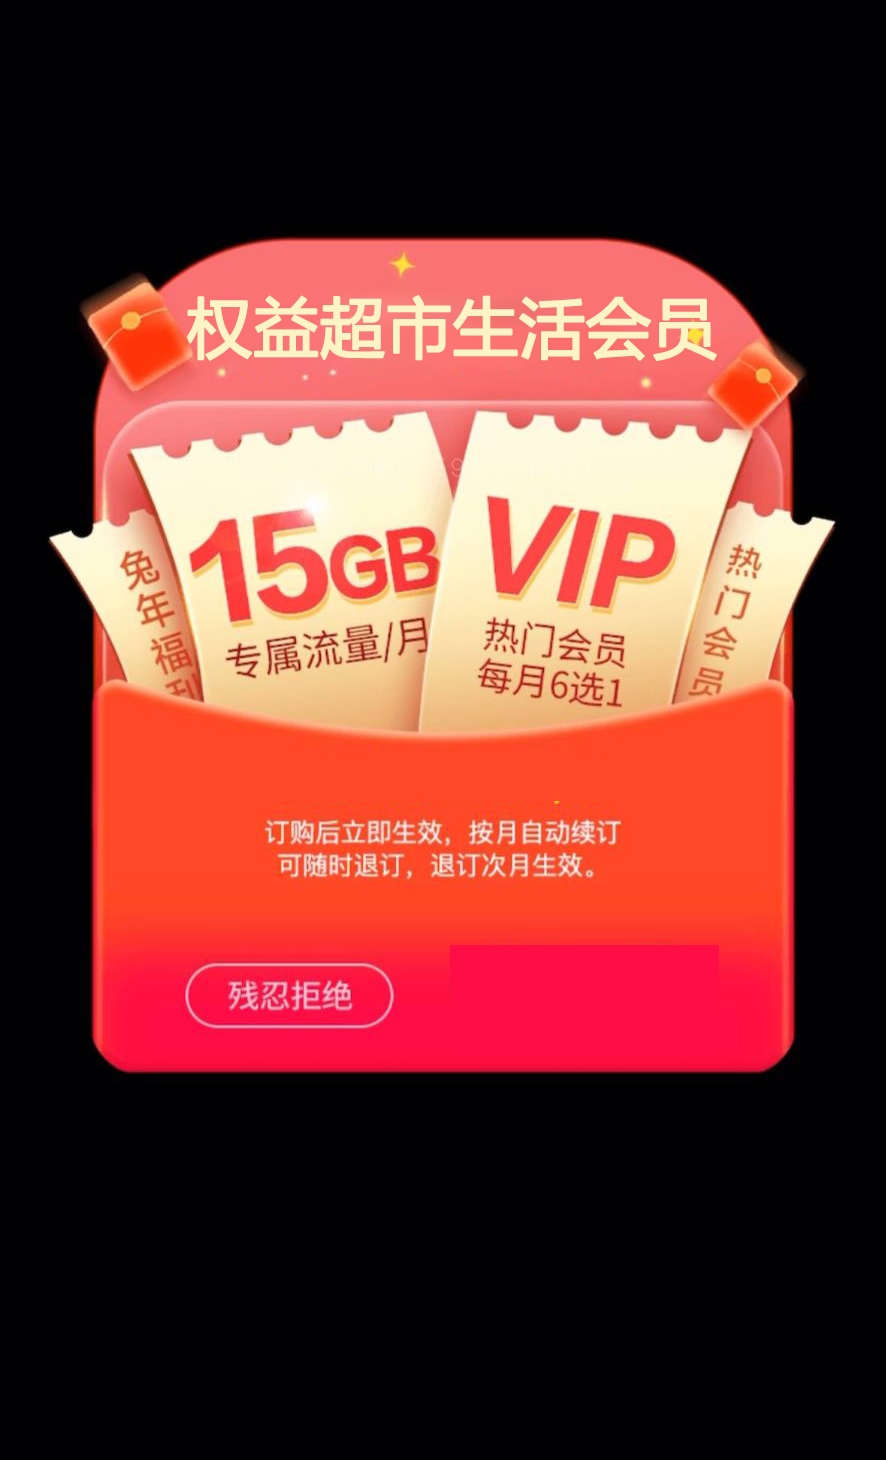 权益超市生活会员
15GB
专属流量/月
VIP
热门会员
每月6选1
兔年福利
热门会员
订购后立即生效，按月自动续订
可随时退订，退订次月生效。
残忍拒绝